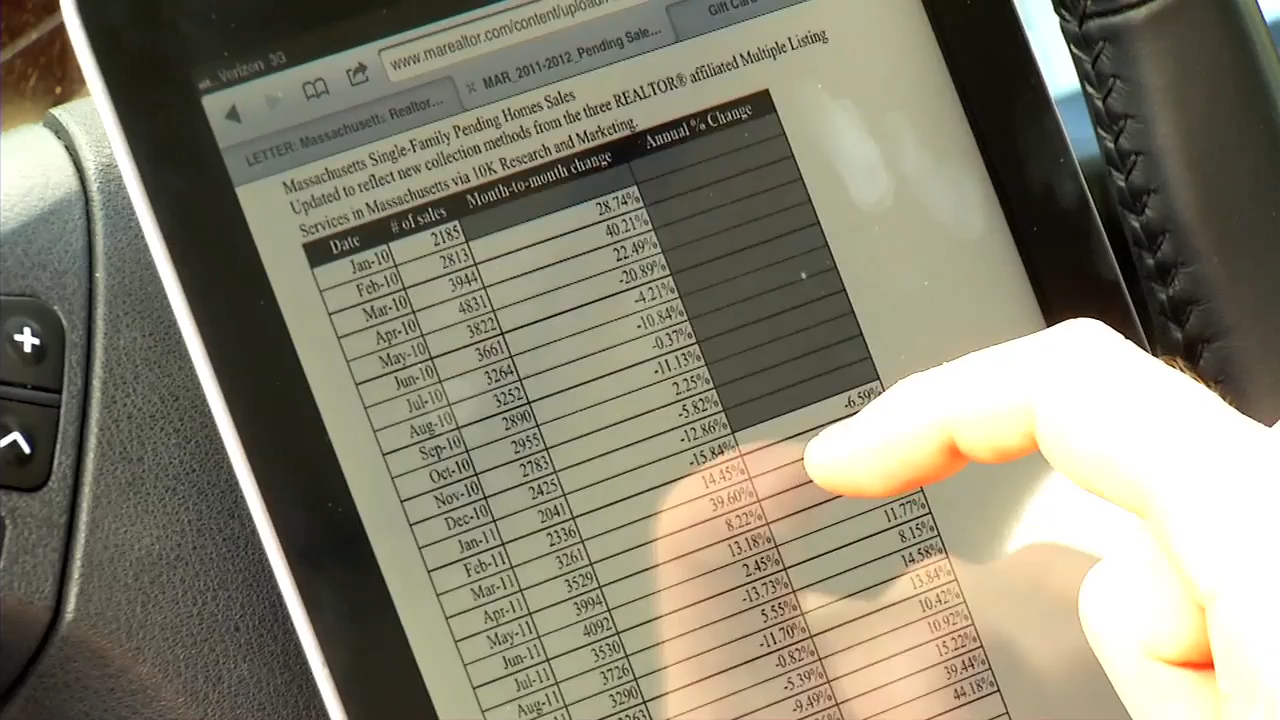 Verizon 3G
www.marealtor.com/content/upload/
LETTER: Massachusetts Realtor... × MAR_2011-2012_Pending Sale... Gift Car
Massachusetts Single-Family Pending Homes Sales
Updated to reflect new collection methods from the three REALTOR® affiliated Multiple Listing
Services in Massachusetts via 10K Research and Marketing.
Date # of sales Month-to-month change Annual % Change
Jan-10 2185
Feb-10 2813 28.74%
Mar-10 3944 40.21%
Apr-10 4831 22.49%
May-10 3822 -20.89%
Jun-10 3661 -4.21%
Jul-10 3264 -10.84%
Aug-10 3252 -0.37%
Sep-10 2890 -11.13%
Oct-10 2955 2.25%
Nov-10 2783 -5.82%
Dec-10 2425 -12.86%
Jan-11 2041 -15.84% -6.59%
Feb-11 2336 14.45%
Mar-11 3261 39.60%
Apr-11 3529 8.22%
May-11 3994 13.18%
Jun-11 4092 2.45% 11.77%
Jul-11 3530 -13.73% 8.15%
Aug-11 3726 5.55% 14.58%
3290 -11.70% 13.84%
3263 -0.82% 10.42%
-5.39% 10.92%
-9.49% 15.22%
39.44%
44.18%